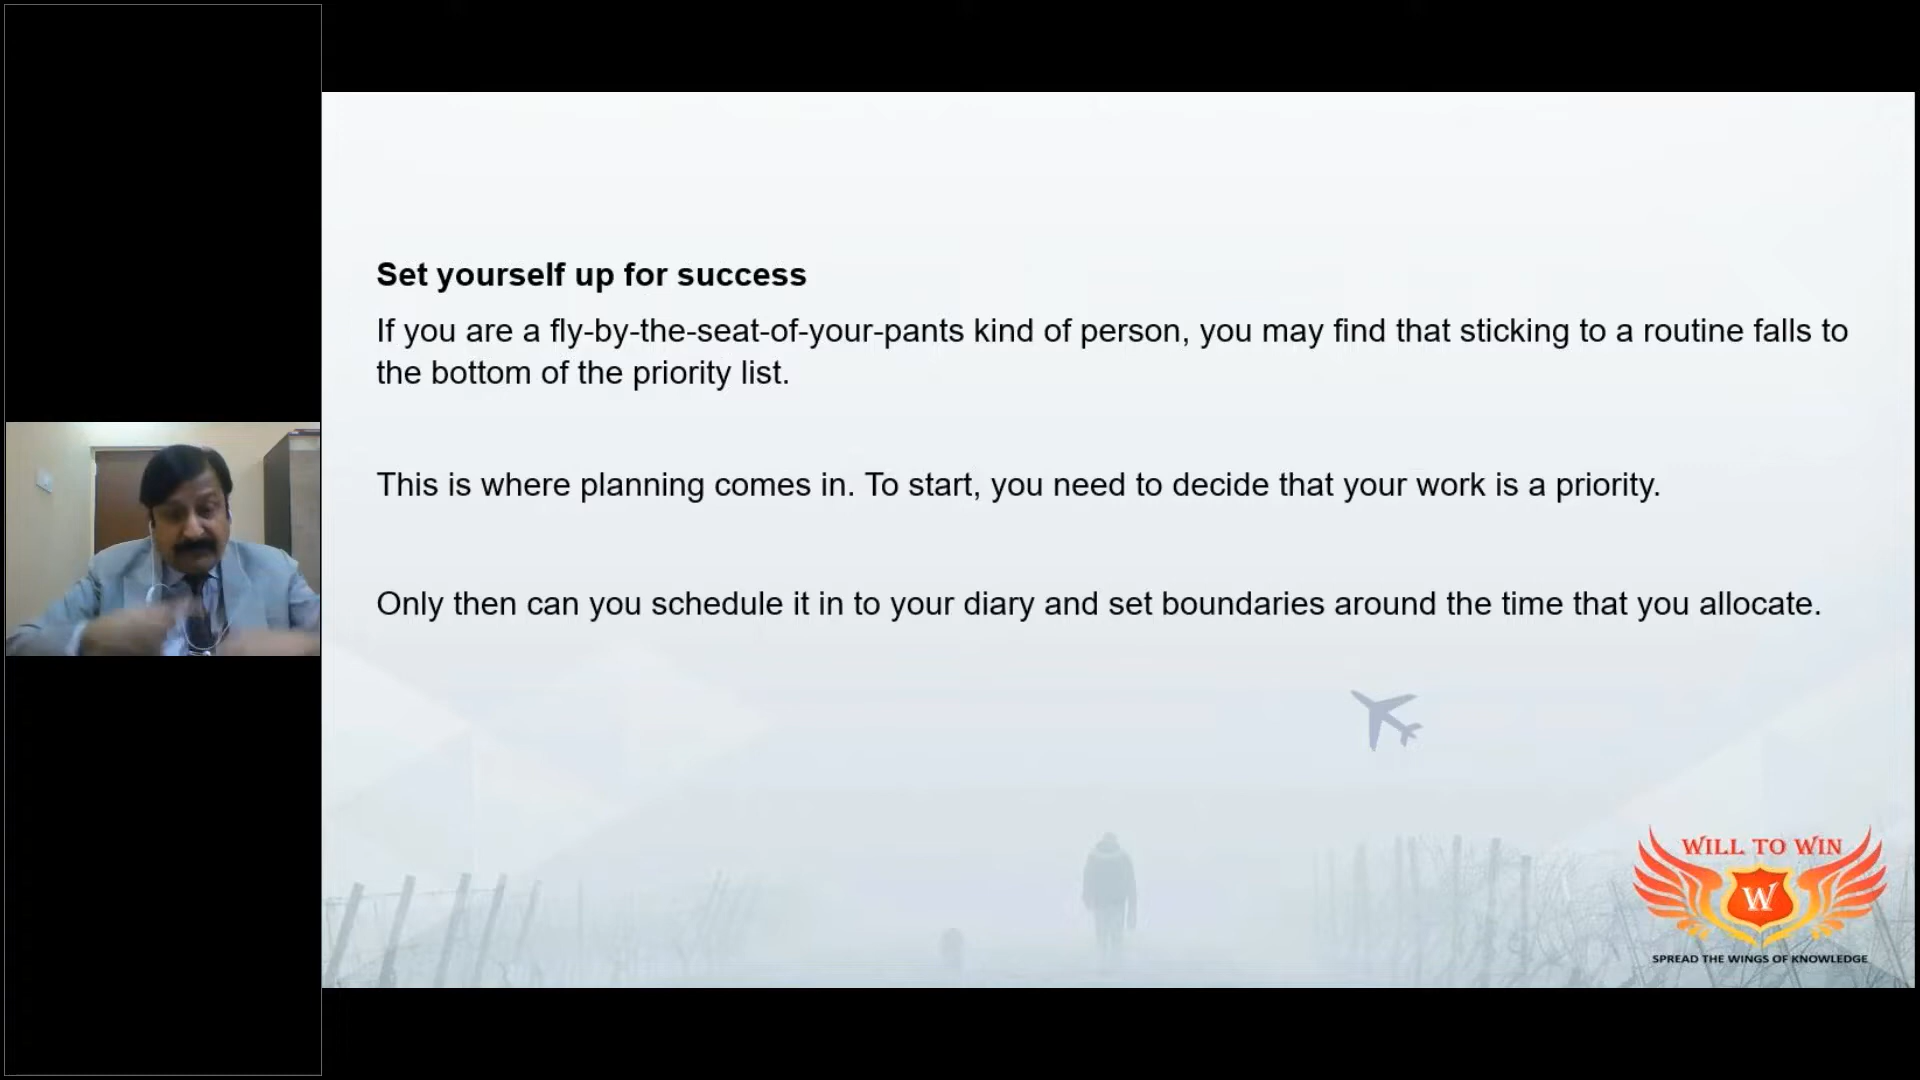 Set yourself up for success
If you are a fly-by-the-seat-of-your-pants kind of person, you may find that sticking to a routine falls to
the bottom of the priority list.
This is where planning comes in. To start, you need to decide that your work is a priority.
Only then can you schedule it in to your diary and set boundaries around the time that you allocate.
WILL TO WIN
W
SPREAD THE WINGS OF KNOWLEDGE